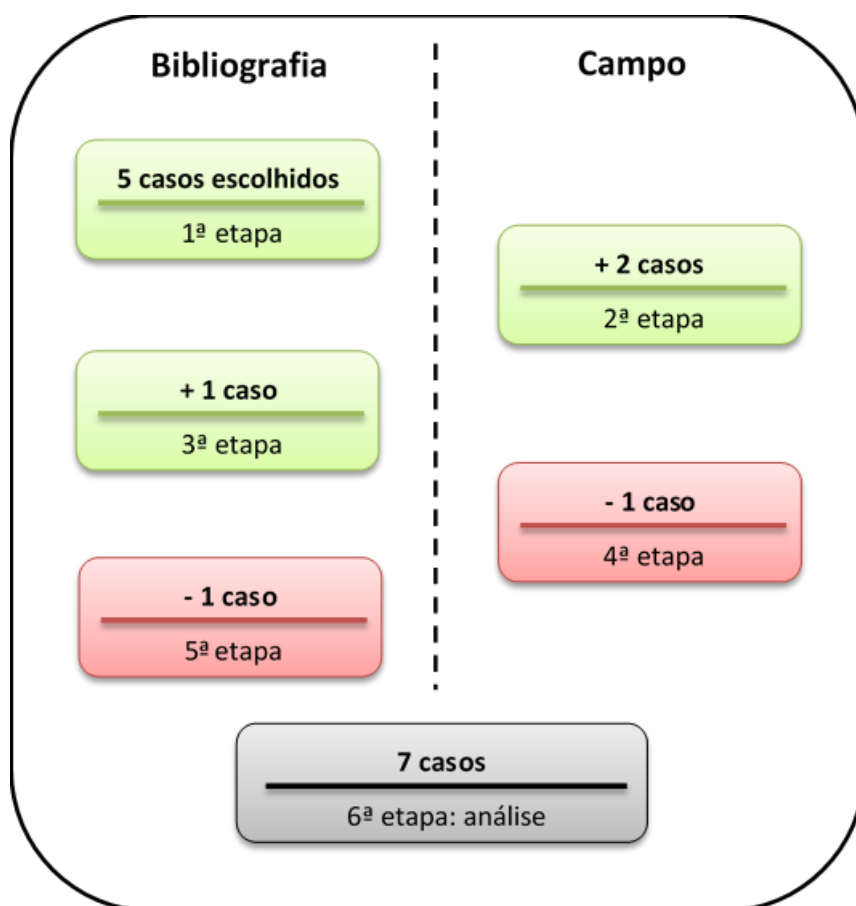 Bibliografia
Campo
5 casos escolhidos
1ª etapa
+ 2 casos
2ª etapa
+ 1 caso
3ª etapa
- 1 caso
4ª etapa
- 1 caso
5ª etapa
7 casos
6ª etapa: análise